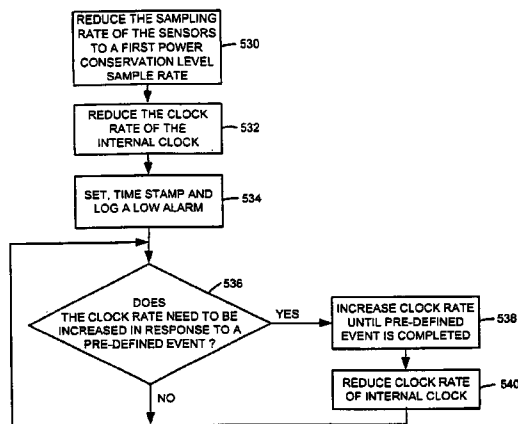 REDUCE THE SAMPLING
RATE OF THE SENSORS
TO A FIRST POWER
CONSERVATION LEVEL
SAMPLE RATE
530
REDUCE THE CLOCK
RATE OF THE
INTERNAL CLOCK
532
SET, TIME STAMP AND
LOG A LOW ALARM
534
536
DOES
THE CLOCK RATE NEED TO BE
INCREASED IN RESPONSE TO A
PRE-DEFINED EVENT ?
YES
INCREASE CLOCK RATE
UNTIL PRE-DEFINED
EVENT IS COMPLETED
538
REDUCE CLOCK RATE
OF INTERNAL CLOCK
540
NO